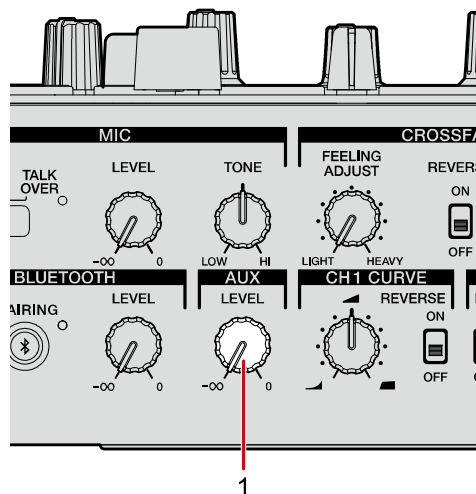 MIC
CROSSFA
TALK
OVER
LEVEL
TONE
FEELING
ADJUST
REVERS
ON
-∞ 0
LOW HI
LIGHT HEAVY
OFF
BLUETOOTH
AUX
CH1 CURVE
AIRING
LEVEL
LEVEL
REVERSE
ON
-∞ 0
-∞ 0
OFF
1